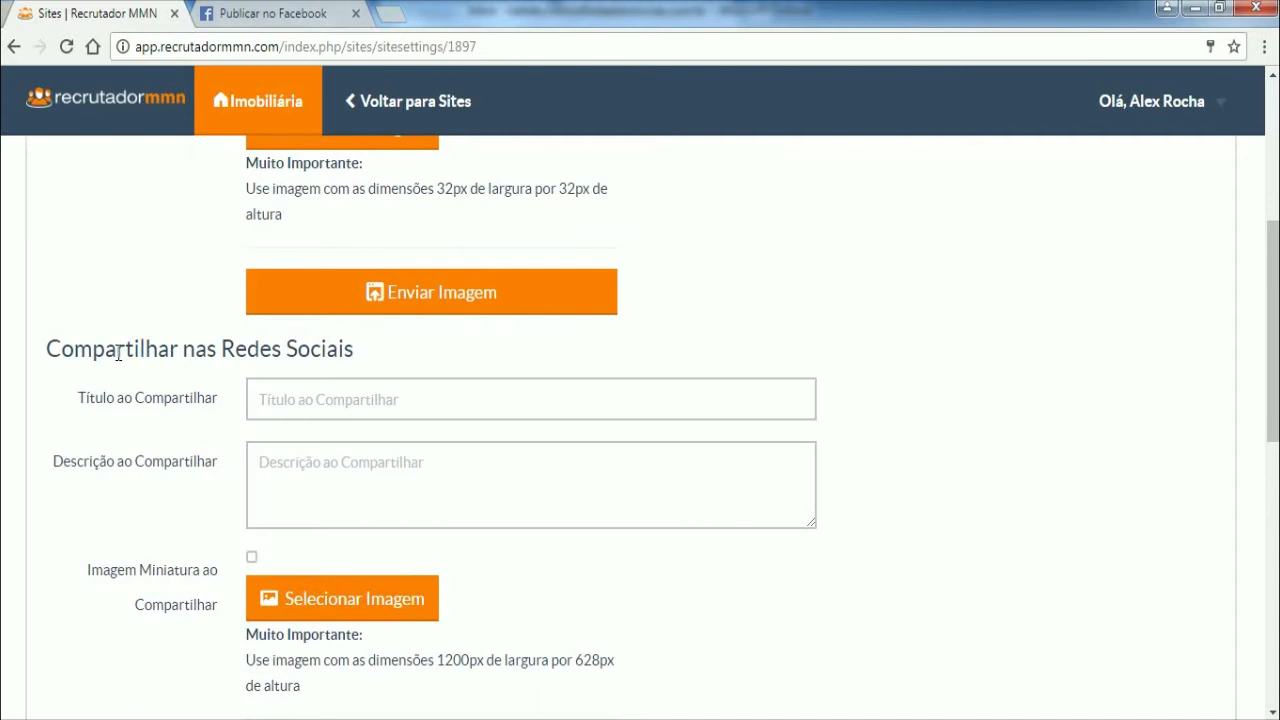 Sites | Recrutador MMN
Publicar no Facebook
app.recrutadormmn.com/index.php/sites/sitesettings/1897
recrutadormmn
Imobiliária
Voltar para Sites
Olá, Alex Rocha
Muito Importante:
Use imagem com as dimensões 32px de largura por 32px de
altura
Enviar Imagem
Compartilhar nas Redes Sociais
Título ao Compartilhar
Título ao Compartilhar
Descrição ao Compartilhar
Descrição ao Compartilhar
Imagem Miniatura ao
Compartilhar
Selecionar Imagem
Muito Importante:
Use imagem com as dimensões 1200px de largura por 628px
de altura